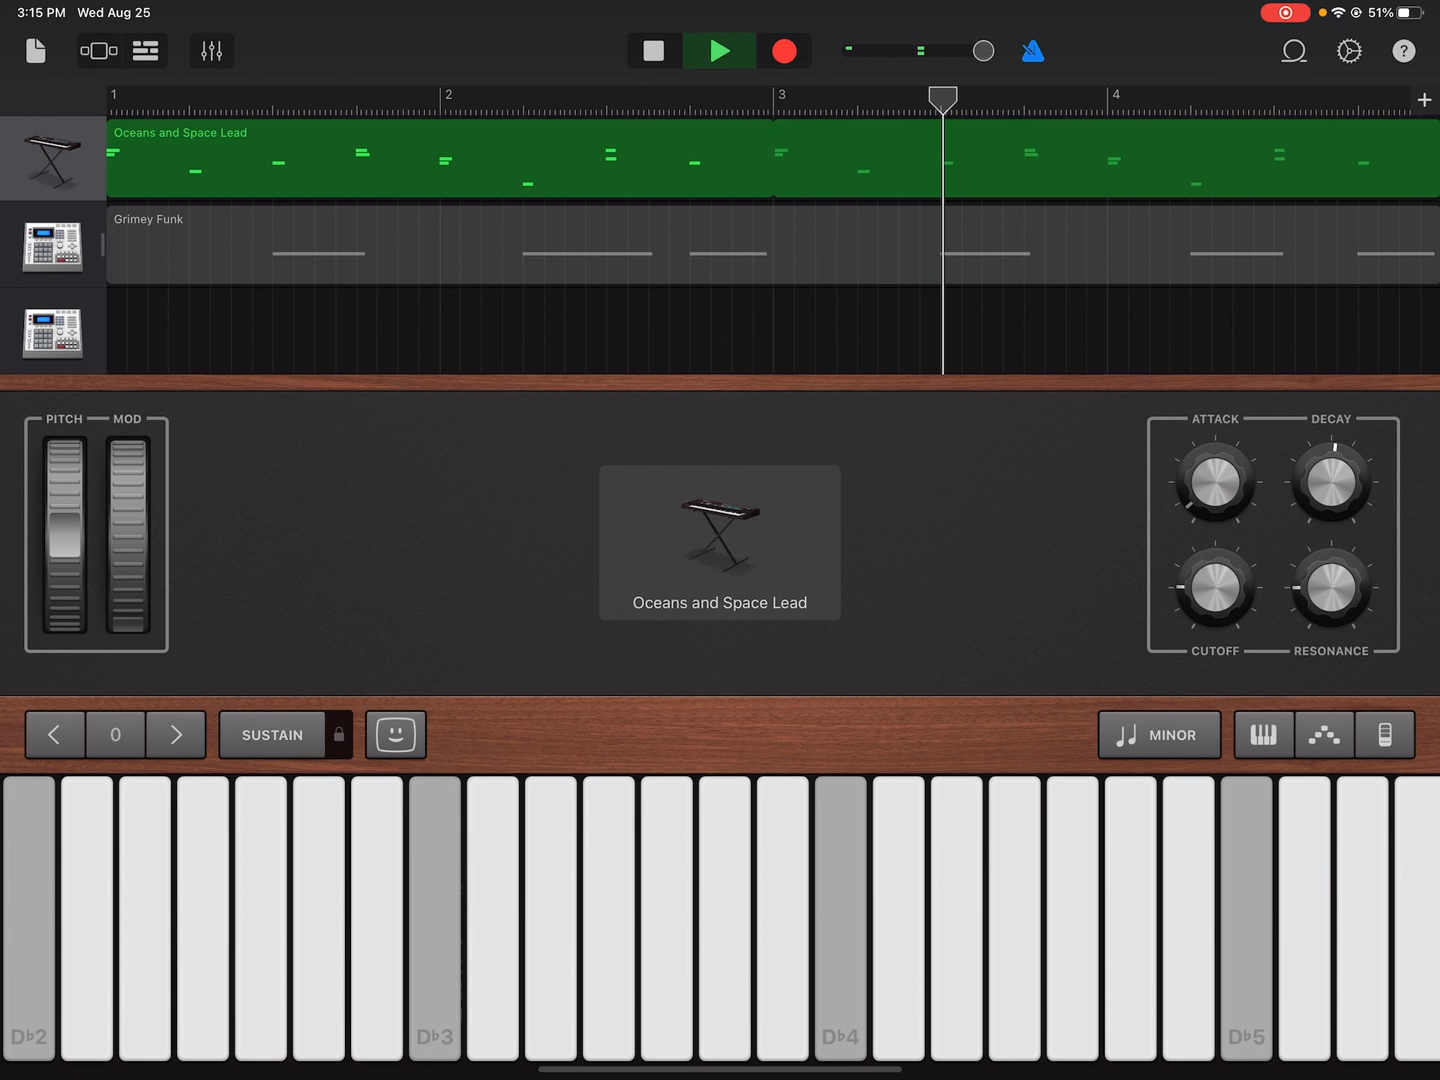 3:15 PM Wed Aug 25
51%
?
1 2 3 4 +
Oceans and Space Lead
Grimey Funk
PITCH MOD
ATTACK DECAY
Oceans and Space Lead
CUTOFF RESONANCE
0
SUSTAIN
MINOR
D♭2 D♭3 D♭4 D♭5